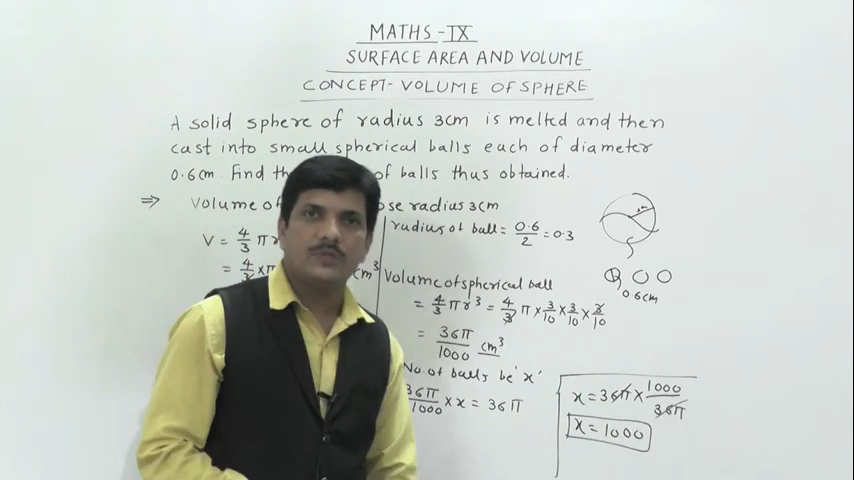 MATHS-IX
SURFACE AREA AND VOLUME
CONCEPT-VOLUME OF SPHERE
A solid sphere of radius 3cm is melted and then
cast into small spherical balls each of diameter
0.6cm. Find of balls thus obtained.
⇒ Volume of radius 3cm
V = 4/3 π
= 4/3 × π cm³
radius of ball = 0.6/2 = 0.3
Volume of spherical ball
= 4/3 πr³ = 4/3 π × 3/10 × 3/10 × 3/10
= 36π/1000 cm³
No. of balls be 'x'
36π/1000 × x = 36π
0.6cm
x = 36π × 1000/36π
x = 1000